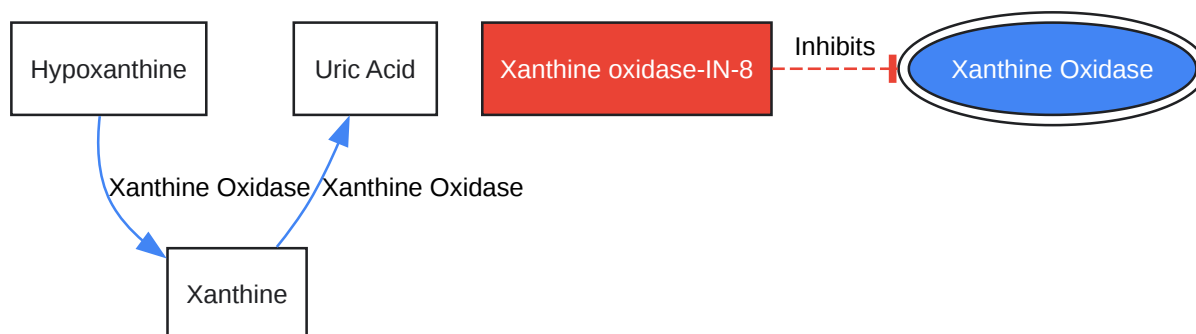 Hypoxanthine
Uric Acid
Xanthine oxidase-IN-8
Inhibits
Xanthine Oxidase
Xanthine Oxidase
Xanthine Oxidase
Xanthine